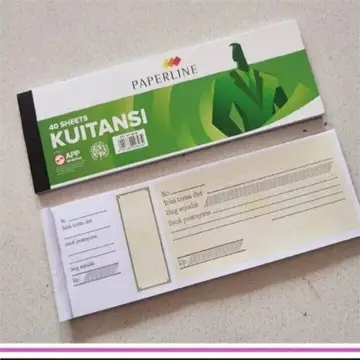 PAPERLINE
40 SHEETS
KUITANSI
APP
No.
Telah terima dari
Uang sejumlah
Untuk pembayaran
Rp.
No.
Telah terima dari
Uang sejumlah
Untuk pembayaran
Rp.